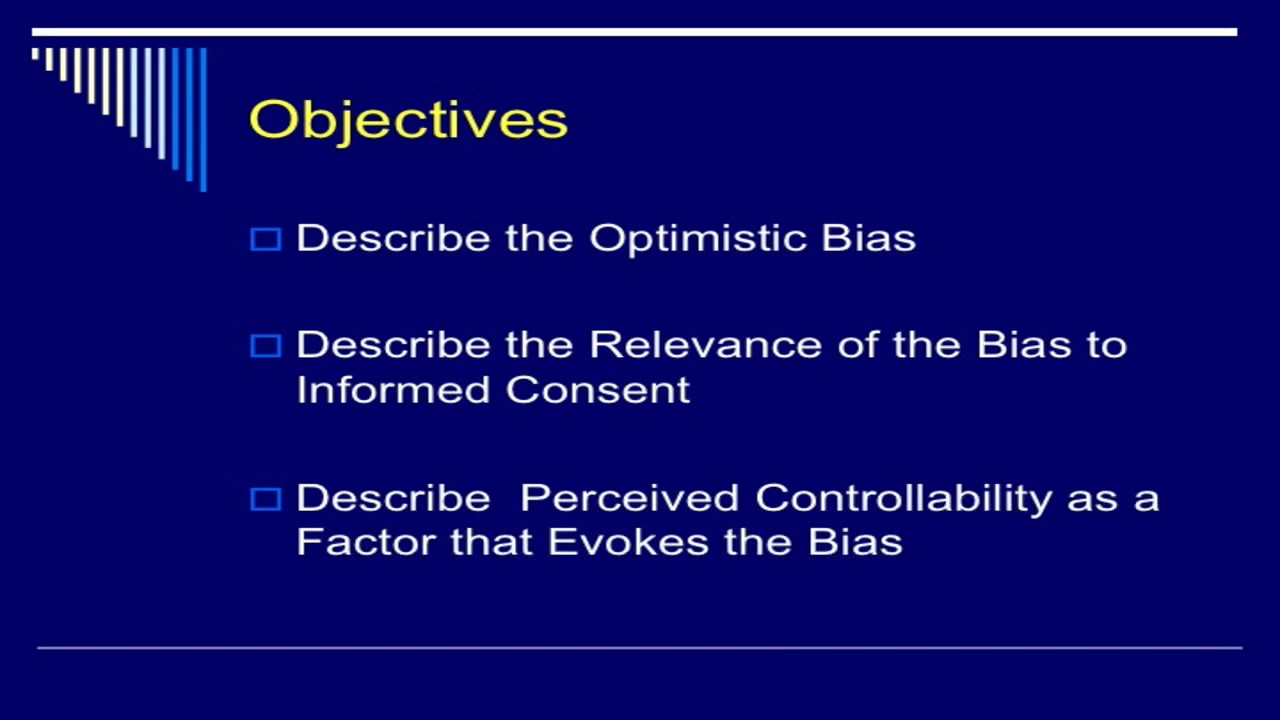 Objectives
Describe the Optimistic Bias
Describe the Relevance of the Bias to
Informed Consent
Describe  Perceived Controllability as a
Factor that Evokes the Bias